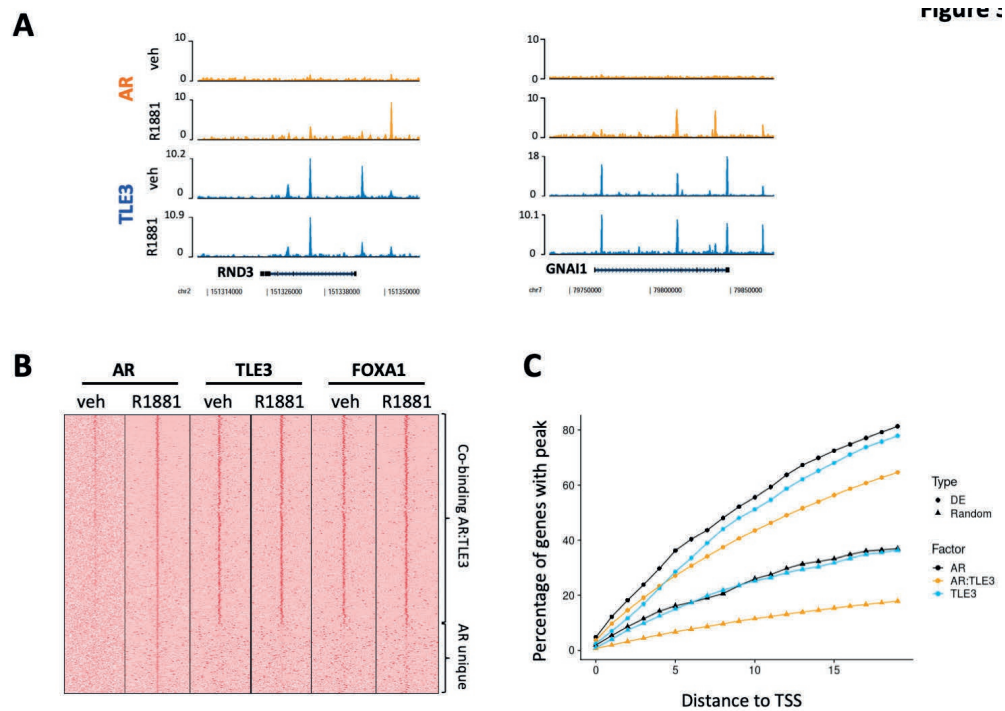 Figure 3
A
AR
veh
10
0
10
0
R1881
10
0
10
0
TLE3
veh
10.2
0
18
0
R1881
10.9
0
10.1
0
RND3
GNAI1
chr2 | 151314000 | 151326000 | 151338000 | 151350000
chr7 | 79750000 | 79800000 | 79850000
B
AR TLE3 FOXA1
veh R1881 veh R1881 veh R1881
Co-binding AR:TLE3
AR unique
C
Percentage of genes with peak
80
60
40
20
0
0 5 10 15
Distance to TSS
Type
DE
Random
Factor
AR
AR:TLE3
TLE3